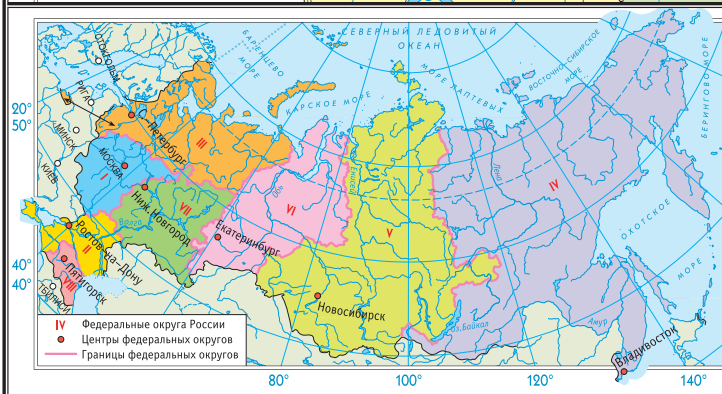 СЕВЕРНЫЙ ЛЕДОВИТЫЙ
ОКЕАН
БАРЕНЦЕВО
МОРЕ
КАРСКОЕ МОРЕ
МОРЕ ЛАПТЕВЫХ
ВОСТОЧНО-СИБИРСКОЕ
МОРЕ
БЕРИНГОВО МОРЕ
СТОКГОЛЬМ
РИГА
МИНСК
КИЕВ
20°
50°
С.-Петербург
III
МОСКВА
I
Ниж. Новгород
VII
Волга
Обь
VI
Екатеринбург
Енисей
V
Лена
IV
ОХОТСКОЕ
МОРЕ
Ростов-на-Дону
II
Пятигорск
VIII
ТБИЛИСИ
40°
40°
Новосибирск
оз.Байкал
Амур
Владивосток
IV Федеральные округа России
Центры федеральных округов
Границы федеральных округов
80°
100°
120°
140°